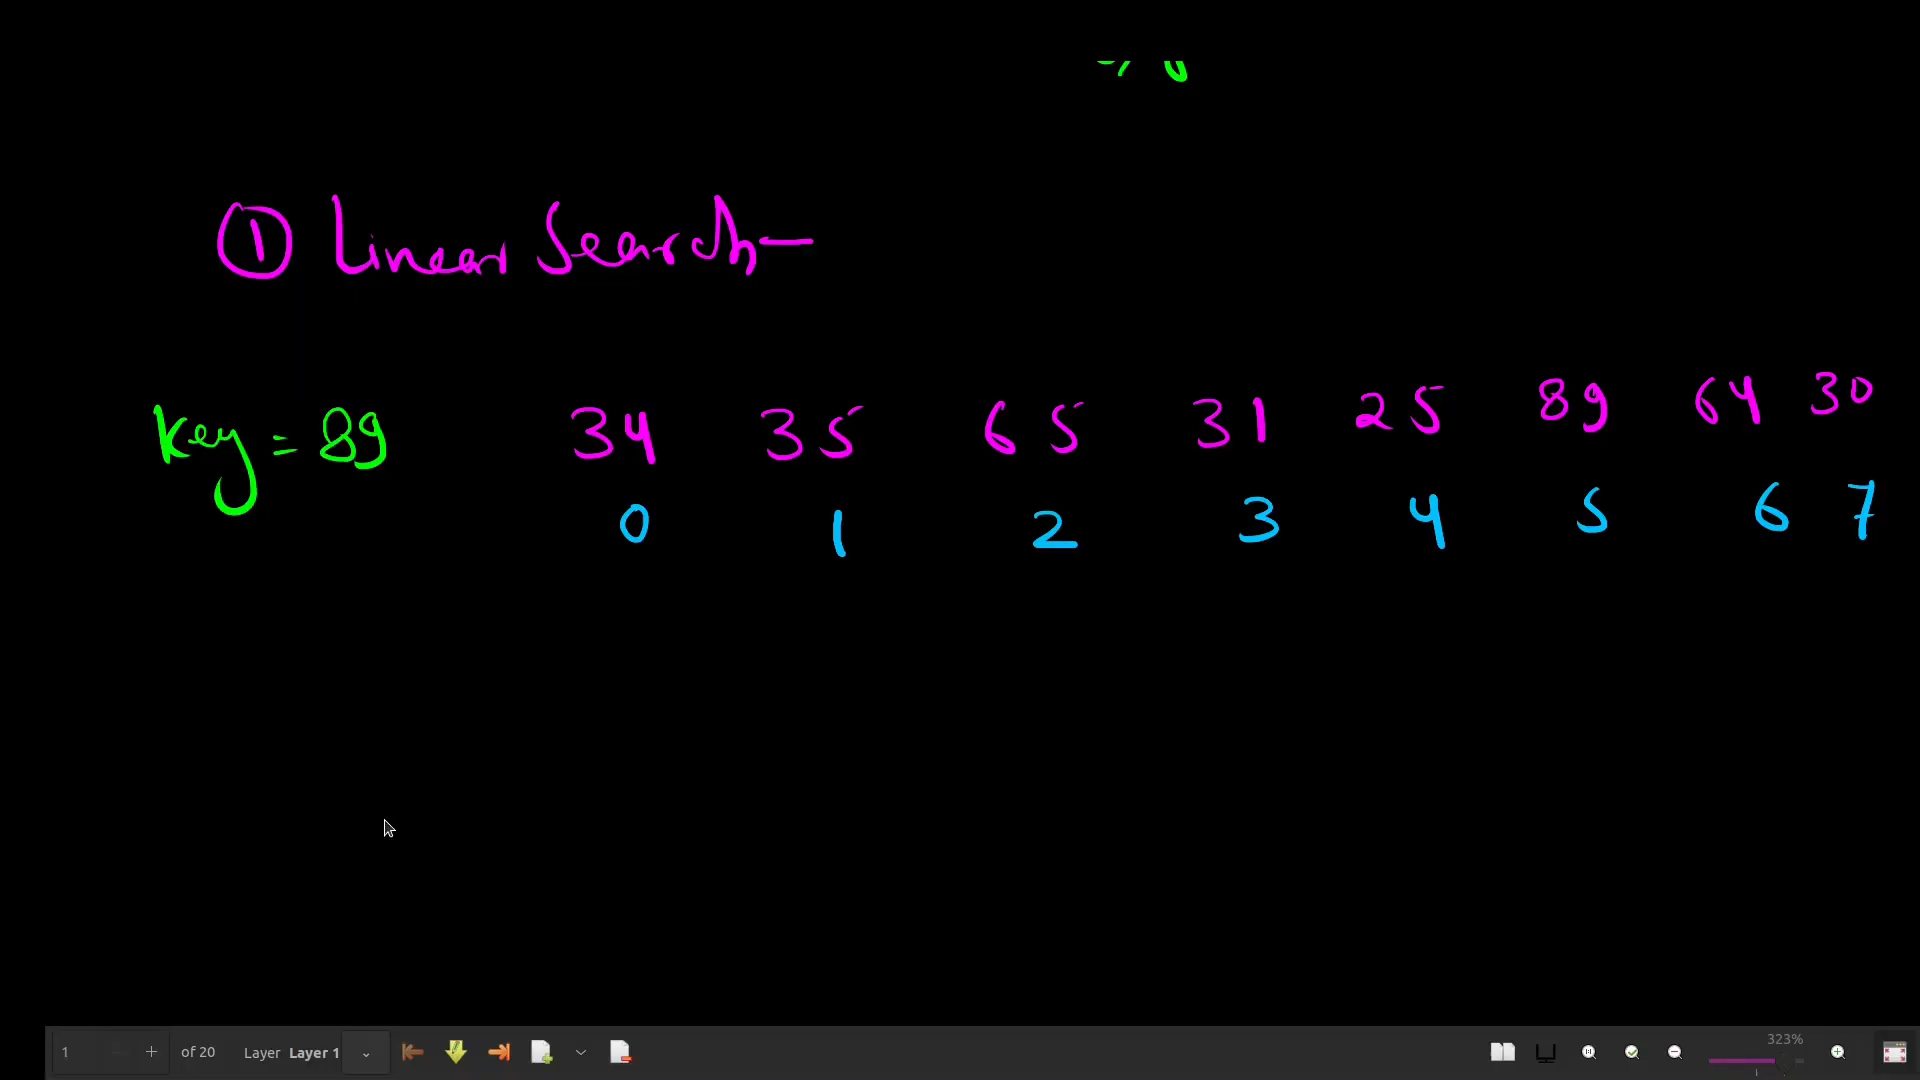 ① Linear Search-
Key = 89 34 35 65 31 25 89 64 30
0 1 2 3 4 5 6 7
1 of 20 Layer Layer 1 323%